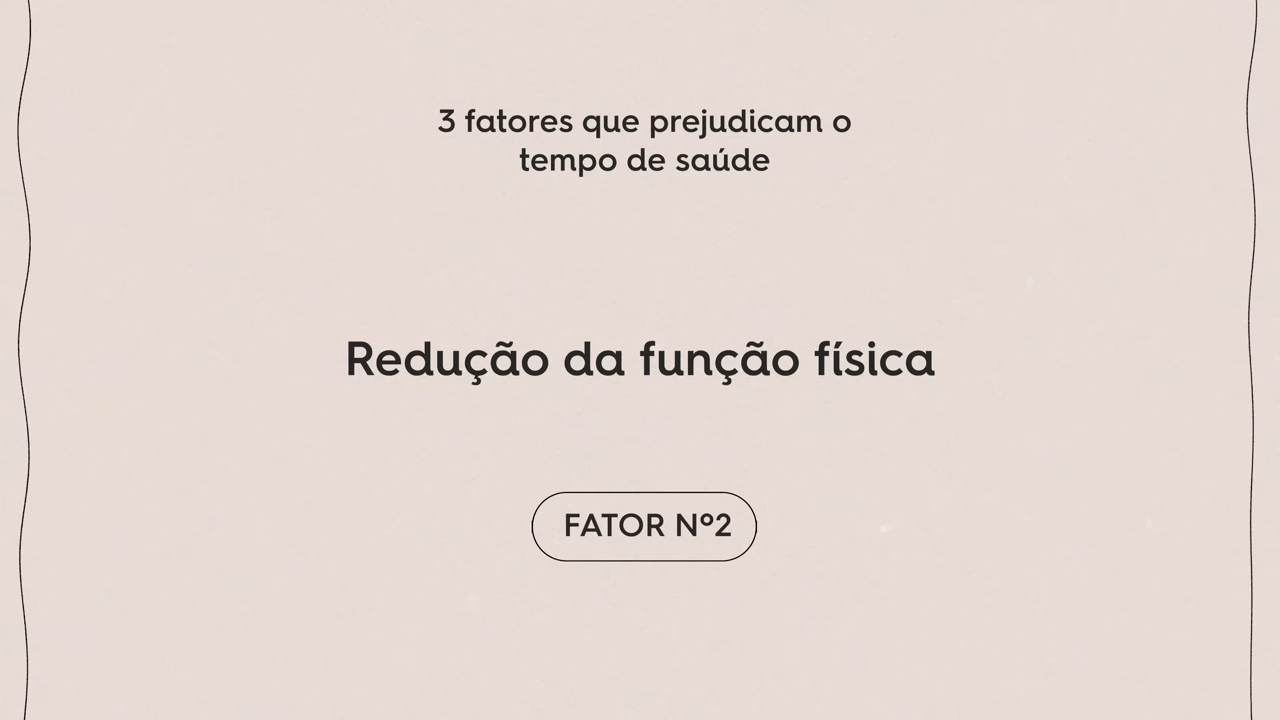 3 fatores que prejudicam o
tempo de saúde
Redução da função física
FATOR Nº2